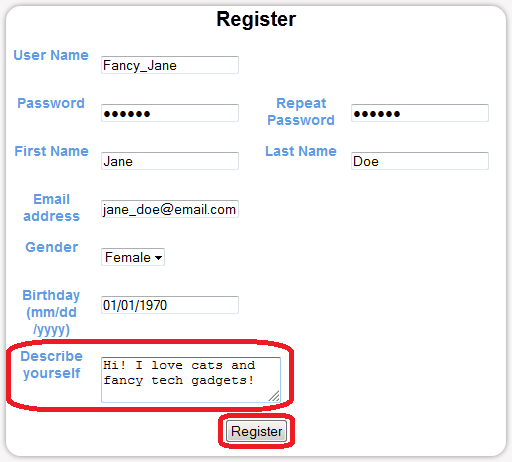 Register
User Name
Fancy_Jane
Password
●●●●●●
Repeat
Password
●●●●●●
First Name
Jane
Last Name
Doe
Email
address
jane_doe@email.com
Gender
Female
Birthday
(mm/dd
/yyyy)
01/01/1970
Describe
yourself
Hi! I love cats and
fancy tech gadgets!
Register